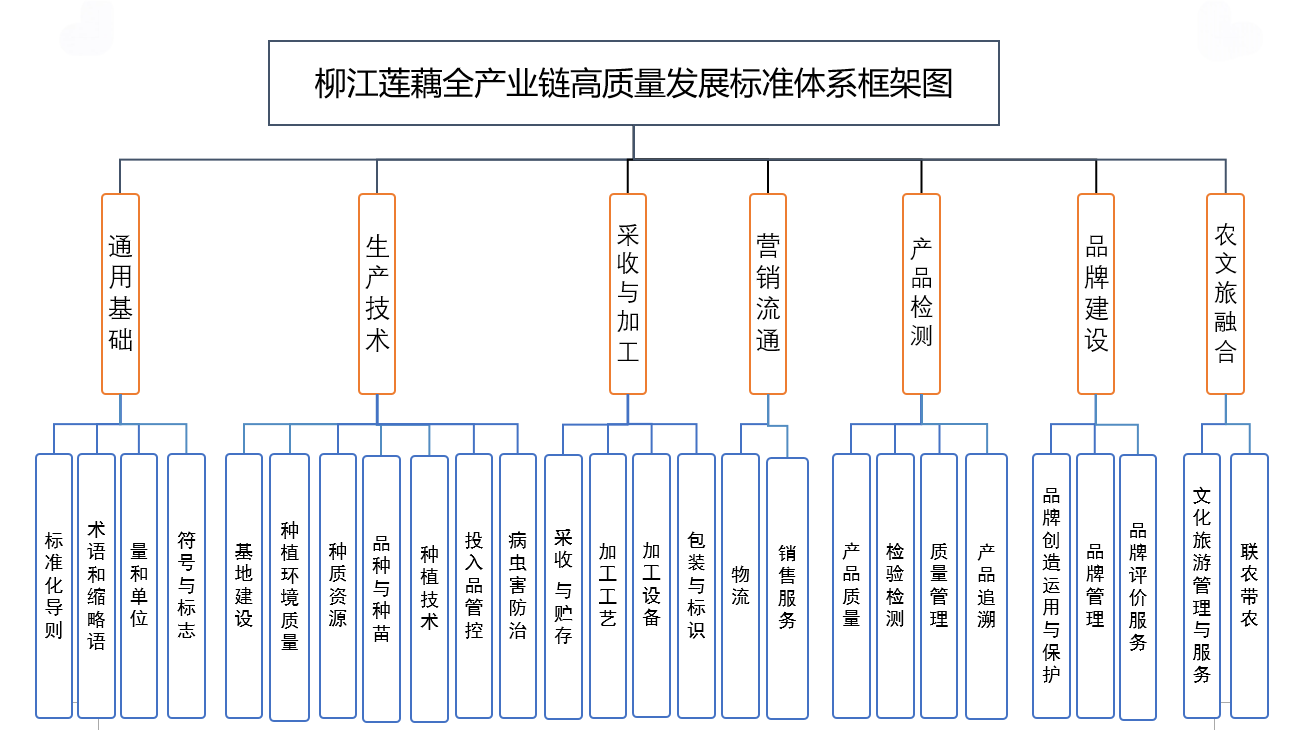 柳江莲藕全产业链高质量发展标准体系框架图
通用基础
生产技术
采收与加工
营销流通
产品检测
品牌建设
农文旅融合
标准化导则
术语和缩略语
量和单位
符号与标志
基地建设
种植环境质量
种质资源
品种与种苗
种植技术
投入品管控
病虫害防治
采收 与贮存
加工工艺
加工设备
包装与标识
物流
销售服务
产品质量
检验检测
质量管理
产品追溯
品牌创造运用与保护
品牌管理
品牌评价服务
文化旅游管理与服务
联农带农